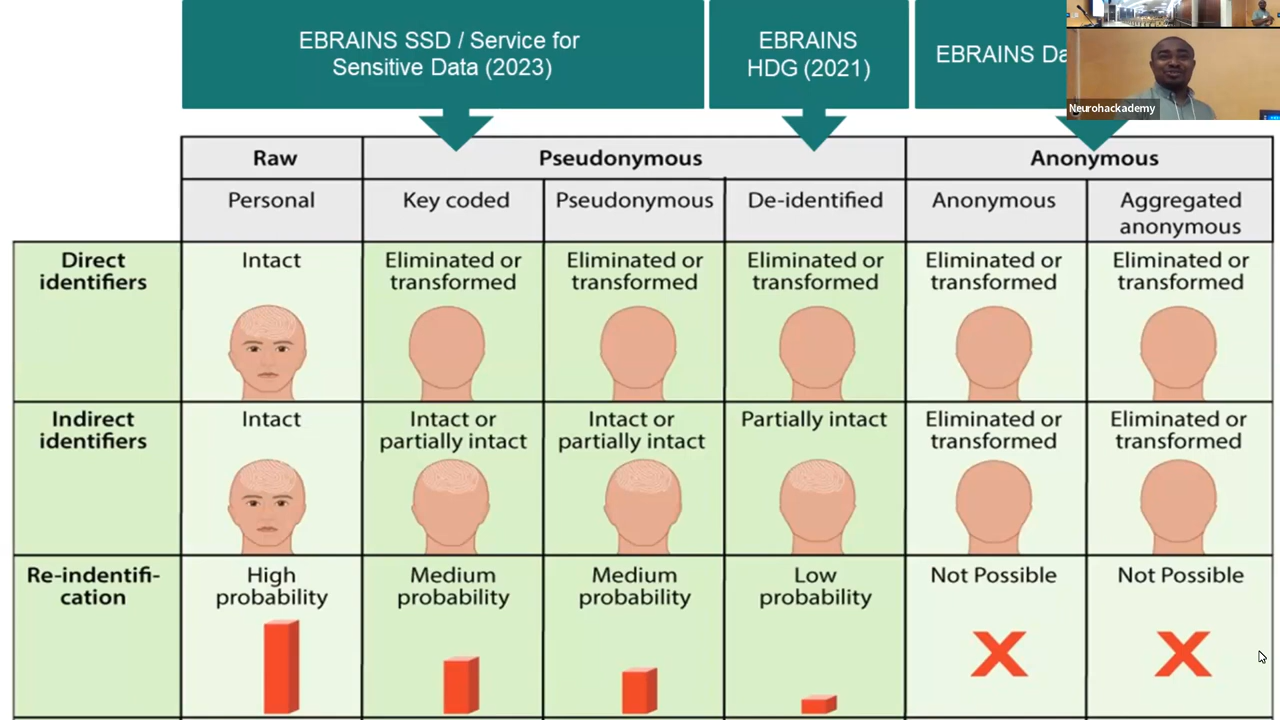 EBRAINS SSD / Service for
Sensitive Data (2023)
EBRAINS
HDG (2021)
EBRAINS
Neurohackademy
Raw
Pseudonymous
Anonymous
Personal
Key coded
Pseudonymous
De-identified
Anonymous
Aggregated
anonymous
Direct
identifiers
Intact
Eliminated or
transformed
Eliminated or
transformed
Eliminated or
transformed
Eliminated or
transformed
Eliminated or
transformed
Indirect
identifiers
Intact
Intact or
partially intact
Intact or
partially intact
Partially intact
Eliminated or
transformed
Eliminated or
transformed
Re-indentifi-
cation
High
probability
Medium
probability
Medium
probability
Low
probability
Not Possible
Not Possible